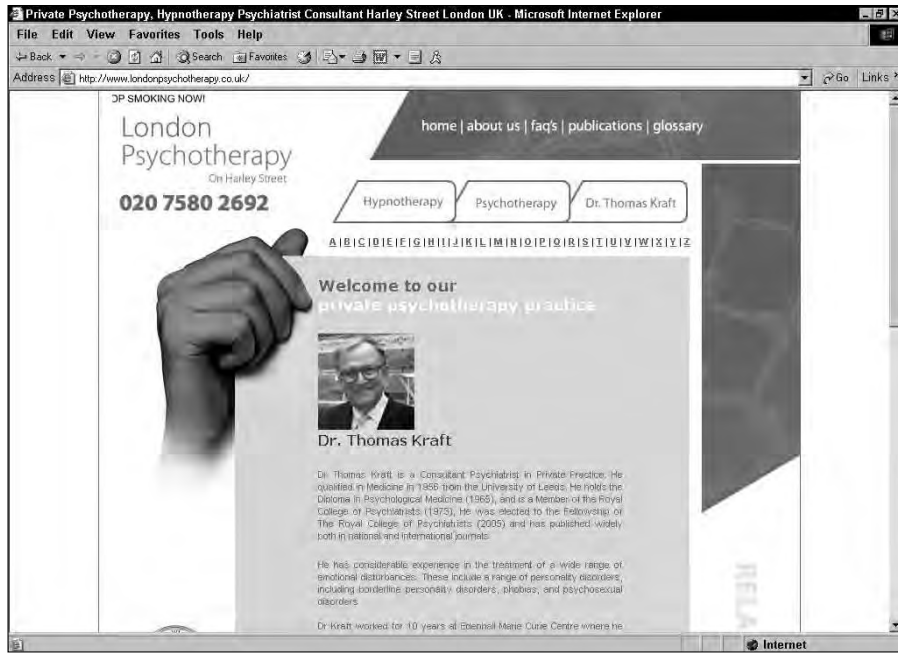 Private Psychotherapy, Hypnotherapy Psychiatrist Consultant Harley Street London UK - Microsoft Internet Explorer
File Edit View Favorites Tools Help
Back Search Favorites
Address http://www.londonpsychotherapy.co.uk/ Go Links
OP SMOKING NOW!
home | about us | faq's | publications | glossary
London
Psychotherapy
On Harley Street
020 7580 2692
Hypnotherapy Psychotherapy Dr. Thomas Kraft
A|B|C|D|E|F|G|H|I|J|K|L|M|N|O|P|Q|R|S|T|U|V|W|X|Y|Z
Welcome to our
private psychotherapy practice
Dr. Thomas Kraft
Dr. Thomas Kraft is a Consultant Psychiatrist in Private Practice. He
qualified in Medicine in 1956 from the University of Leeds. He holds the
Diploma in Psychological Medicine (1965), and is a Member of the Royal
College of Psychiatrists (1973), He was elected to the Fellowship or
The Royal College of Psychiatrists (2005) and has published widely
both in national and international journals.
He has considerable experience in the treatment of a wide range of
emotional disturbances. These include a range of personality disorders,
including borderline personality disorders, phobias, and psychosexual
disorders.
Dr Kraft worked for 10 years at Edenhall Marie Curie Centre where he
RELA
Internet